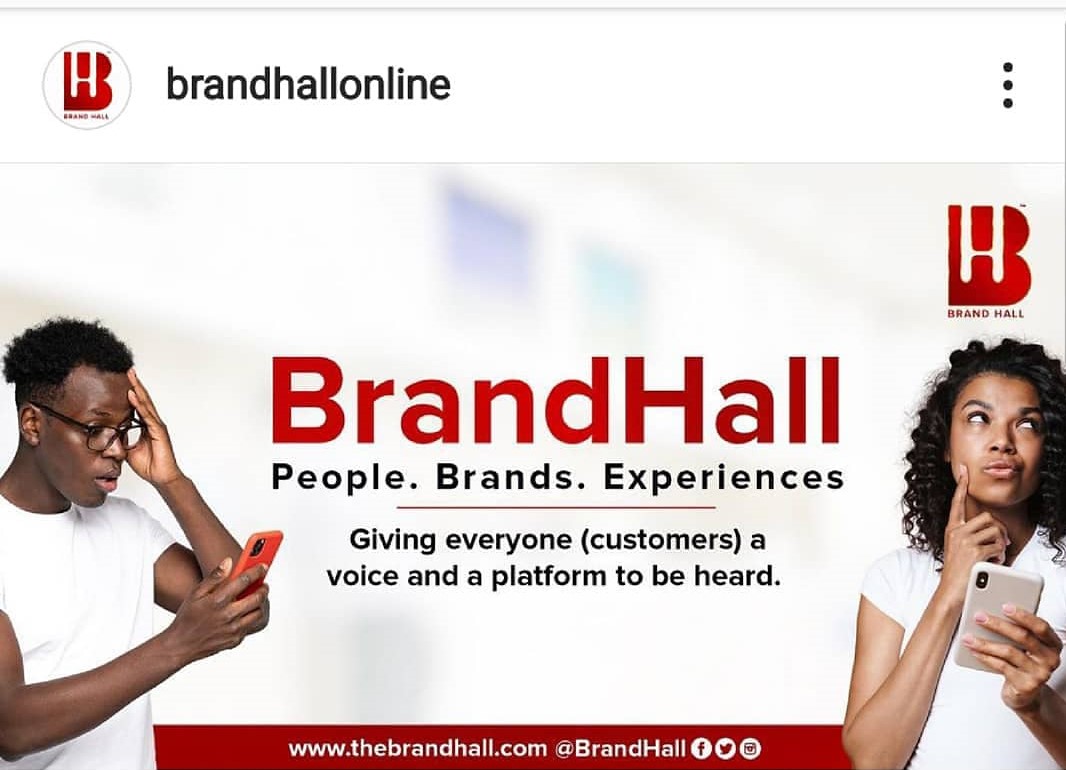 BRAND HALL
brandhallonline
BRAND HALL
BrandHall
People. Brands. Experiences
Giving everyone (customers) a
voice and a platform to be heard.
www.thebrandhall.com @BrandHall